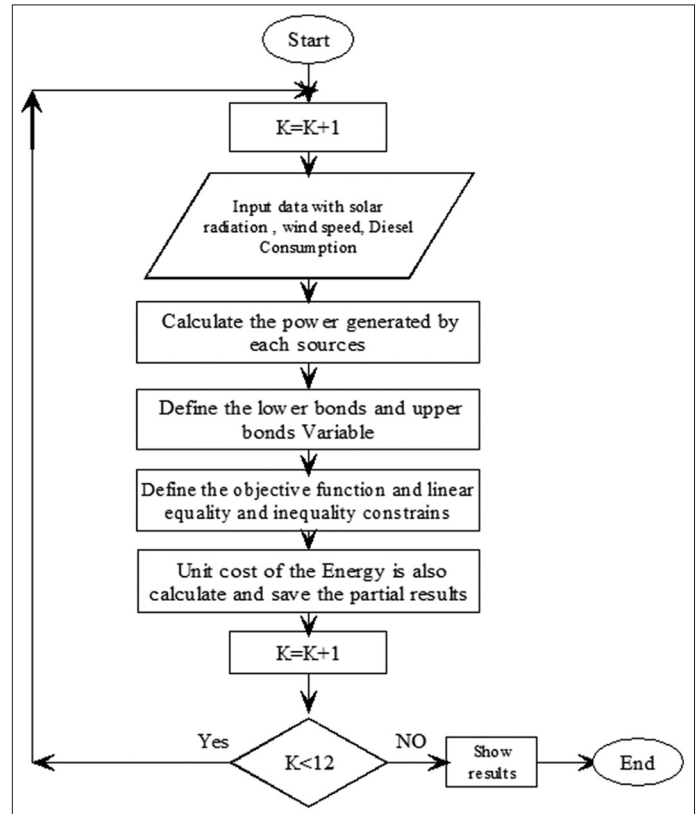 Start
K=K+1
Input data with solar
radiation , wind speed, Diesel
Consumption
Calculate the power generated by
each sources
Define the lower bonds and upper
bonds Variable
Define the objective function and linear
equality and inequality constrains
Unit cost of the Energy is also
calculate and save the partial results
K=K+1
Yes
K<12
NO
Show
results
End